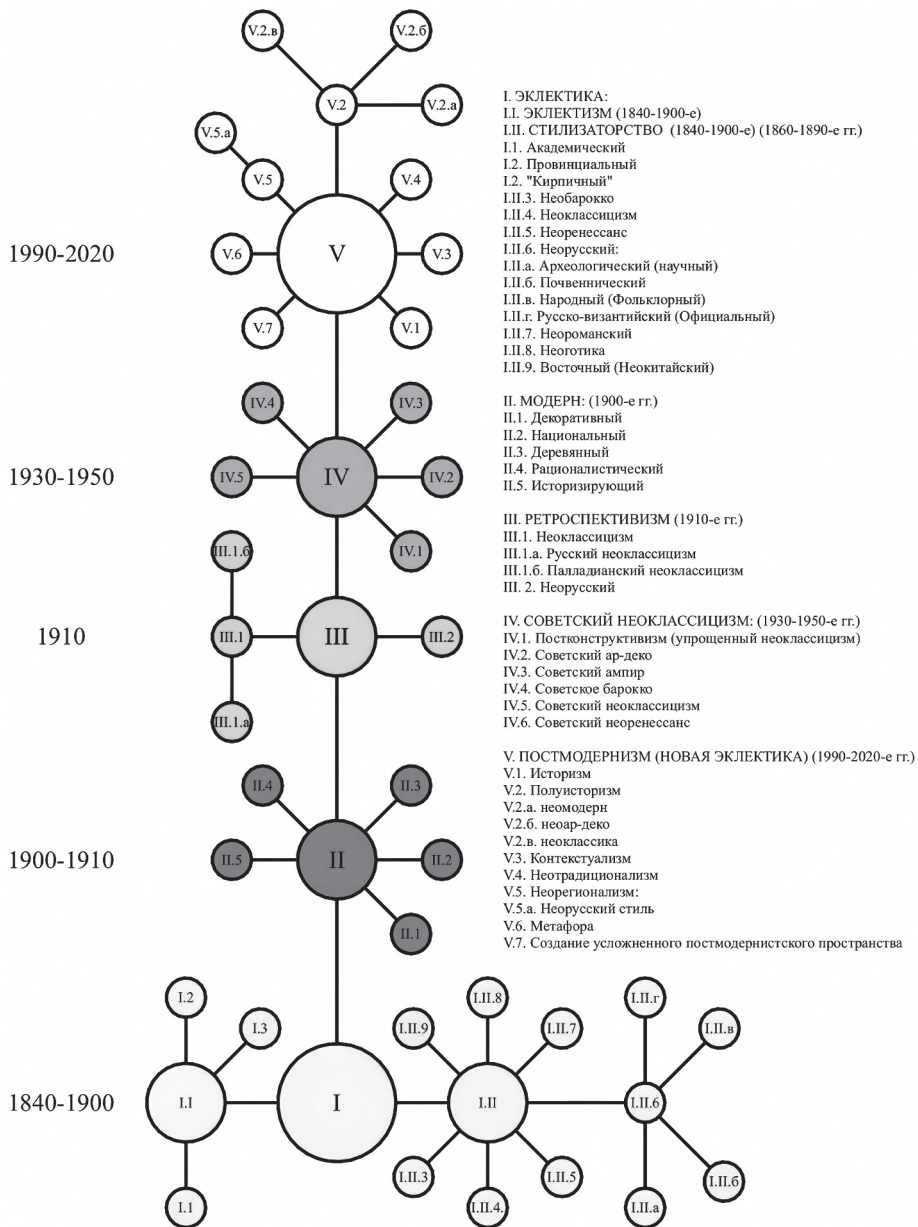 V.2.в
V.2.б
V.2
V.2.а
V.5.а
V.5
V.4
1990-2020
V.6
V
V.3
V.7
V.1
IV.4
IV.3
1930-1950
IV.5
IV
IV.2
III.1.б
IV.1
1910
III.1
III
III.2
III.1.а
II.4
II.3
1900-1910
II.5
II
II.2
II.1
I.2
I.3
I.II.8
I.II.9
I.II.7
I.II.г
I.II.в
1840-1900
I.I
I
I.II
I.II.6
I.1
I.II.3
I.II.4.
I.II.5
I.II.а
I.II.б
I. ЭКЛЕКТИКА:
I.I. ЭКЛЕКТИЗМ (1840-1900-е)
I.II. СТИЛИЗАТОРСТВО (1840-1900-е) (1860-1890-е гг.)
I.1. Академический
I.2. Провинциальный
I.2. "Кирпичный"
I.II.3. Необарокко
I.II.4. Неоклассицизм
I.II.5. Неоренессанс
I.II.6. Неорусский:
I.II.а. Археологический (научный)
I.II.б. Почвеннический
I.II.в. Народный (Фольклорный)
I.II.г. Русско-византийский (Официальный)
I.II.7. Неороманский
I.II.8. Неоготика
I.II.9. Восточный (Неокитайский)
II. МОДЕРН: (1900-е гг.)
II.1. Декоративный
II.2. Национальный
II.3. Деревянный
II.4. Рационалистический
II.5. Историзирующий
III. РЕТРОСПЕКТИВИЗМ (1910-е гг.)
III.1. Неоклассицизм
III.1.а. Русский неоклассицизм
III.1.б. Палладианский неоклассицизм
III. 2. Неорусский
IV. СОВЕТСКИЙ НЕОКЛАССИЦИЗМ: (1930-1950-е гг.)
IV.1. Постконструктивизм (упрощенный неоклассицизм)
IV.2. Советский ар-деко
IV.3. Советский ампир
IV.4. Советское барокко
IV.5. Советский неоклассицизм
IV.6. Советский неоренессанс
V. ПОСТМОДЕРНИЗМ (НОВАЯ ЭКЛЕКТИКА) (1990-2020-е гг.)
V.1. Историзм
V.2. Полуисторизм
V.2.а. неомодерн
V.2.б. неоар-деко
V.2.в. неоклассика
V.3. Контекстуализм
V.4. Неотрадиционализм
V.5. Неорегионализм:
V.5.а. Неорусский стиль
V.6. Метафора
V.7. Создание усложненного постмодернистского пространства